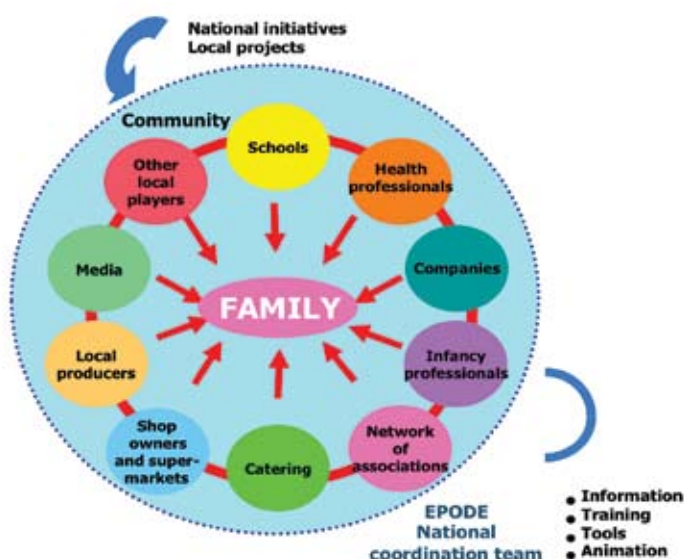 National initiatives
Local projects
Community
Schools
Other
local
players
Health
professionals
Media
Companies
FAMILY
Local
producers
Infancy
professionals
Shop
owners
and super-
markets
Catering
Network
of
associations
EPODE
National
coordination team
• Information
• Training
• Tools
• Animation